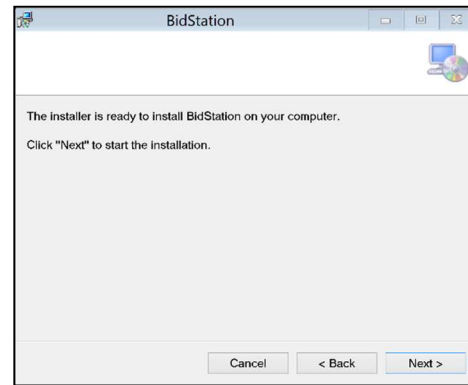 BidStation
The installer is ready to install BidStation on your computer.
Click "Next" to start the installation.
Cancel
< Back
Next >